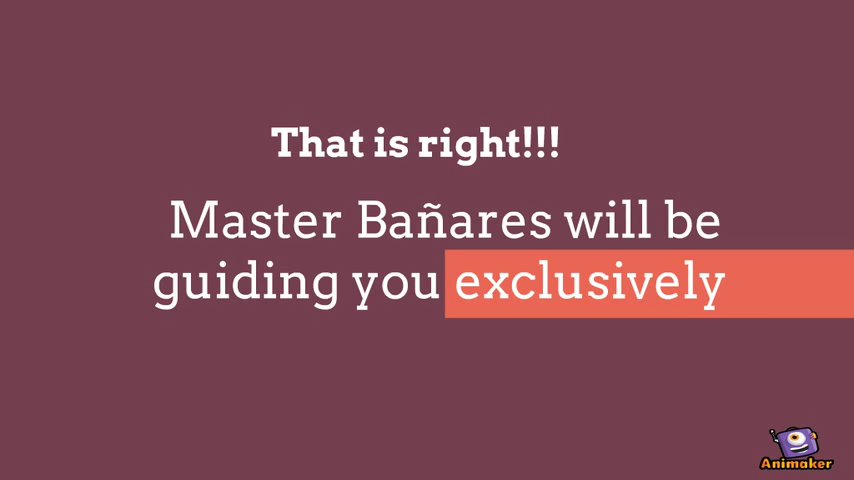 That is right!!!
Master Bañares will be
guiding you exclusively
Animaker